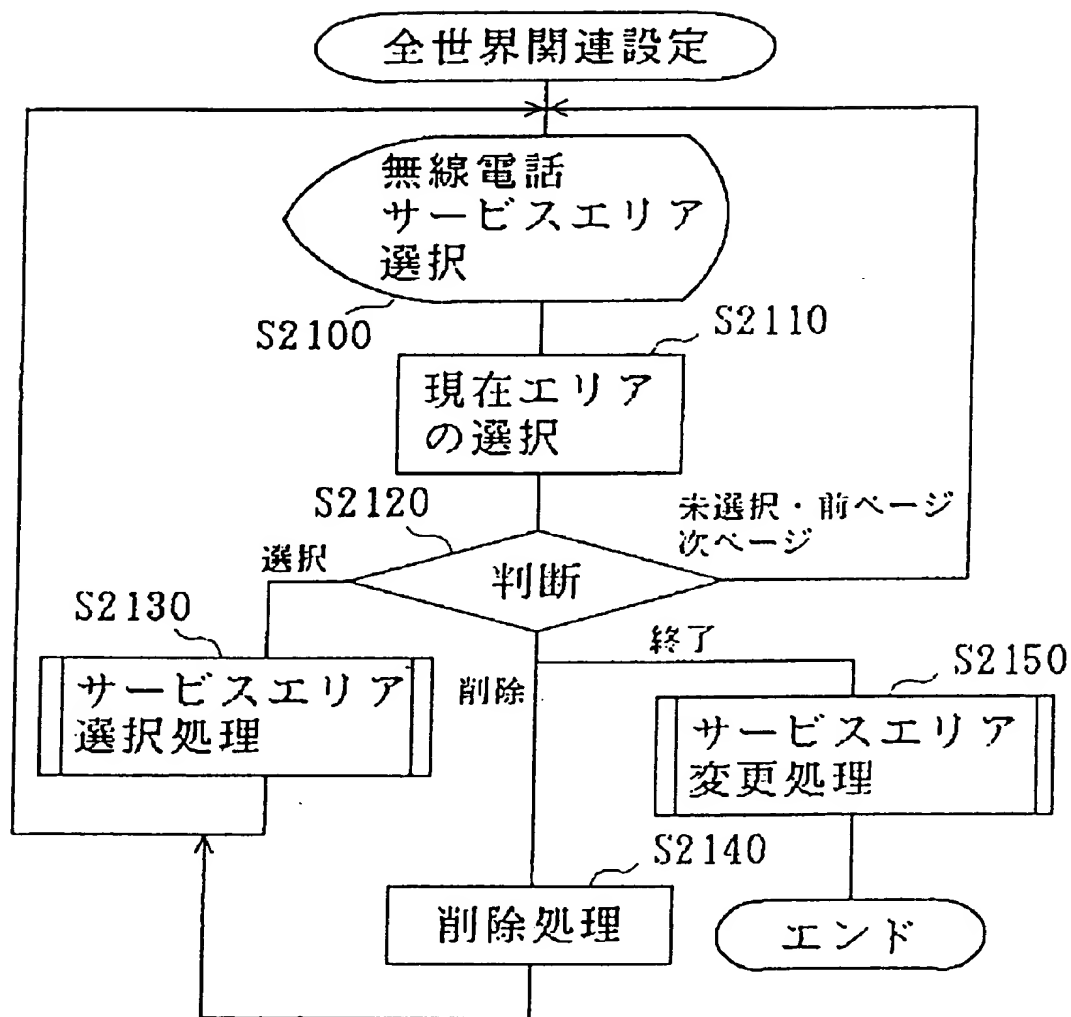 全世界関連設定
無線電話
サービスエリア
選択
S2100
S2110
現在エリア
の選択
S2120
未選択・前ページ
次ページ
選択
判断
S2130
終了
S2150
サービスエリア
選択処理
削除
サービスエリア
変更処理
S2140
削除処理
エンド